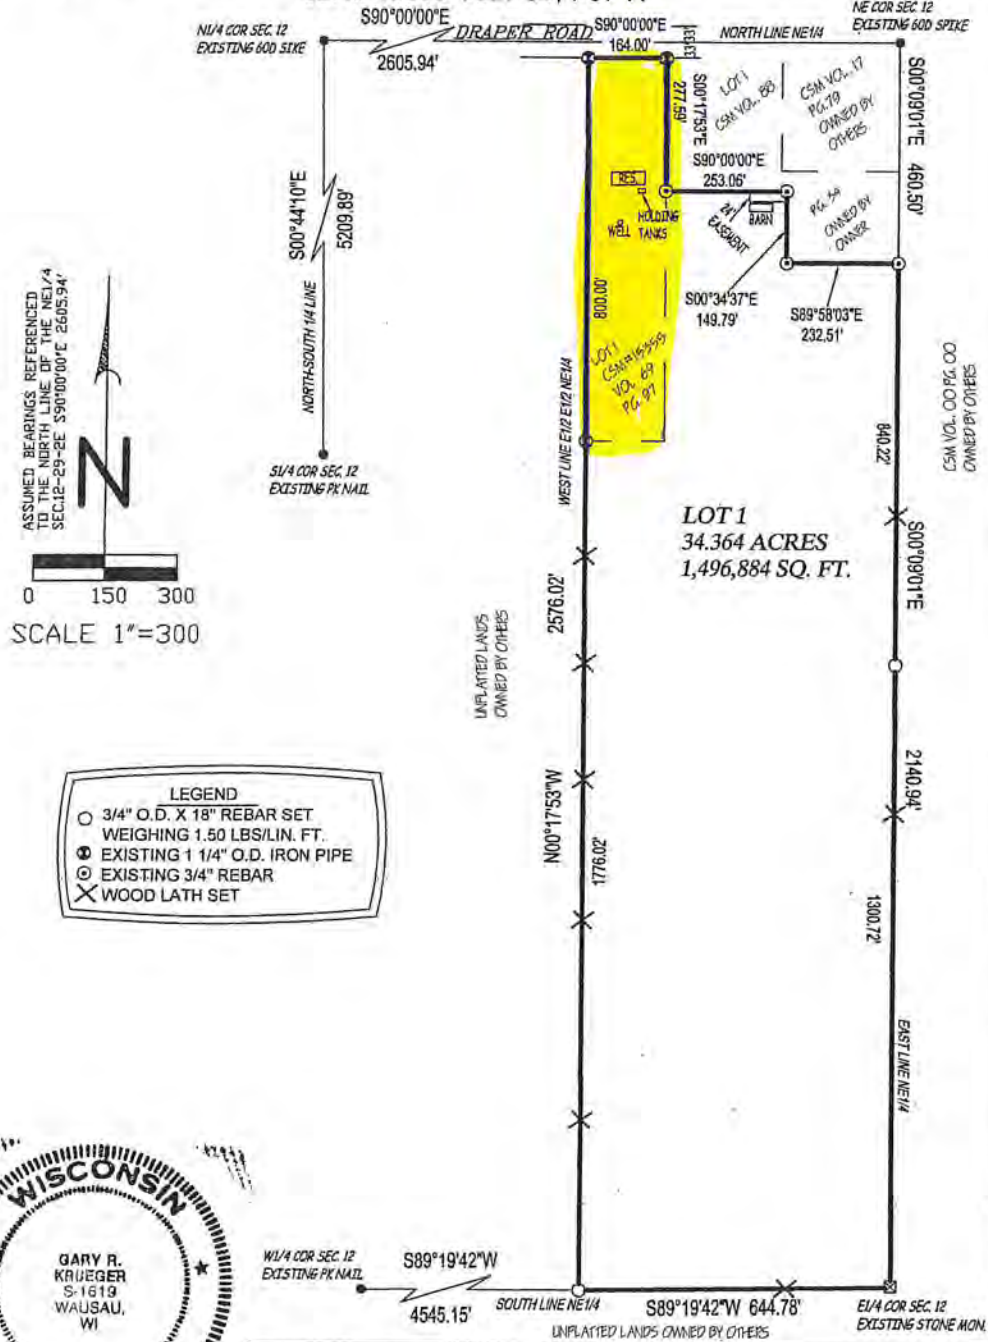 S90°00'00"E
2605.94'
DRAPER ROAD
S90°00'00"E
164.00'
NORTH LINE NE1/4
NE COR SEC. 12
EXISTING 60D SPIKE
N1/4 COR SEC. 12
EXISTING 60D SIKE
33'
33'
S00°17'53"E
277.59'
LOT 1
CSM VOL. 88
CSM VOL. 17
PG.79
OWNED BY
OTHERS
S00°09'01"E 460.50'
S90°00'00"E
253.06'
RES.
HOLDING
TANKS
WELL
24'
EASEMENT
BARN
PG. 34
OWNED BY
OWNER
S00°44'10"E
5209.89'
NORTH-SOUTH 1/4 LINE
S1/4 COR SEC. 12
EXISTING PK NAIL
S00°34'37"E
149.79'
S89°58'03"E
232.51'
800.00'
LOT 1
CSM#15355
VOL 69
PG. 97
WEST LINE E1/2 E1/2 NE1/4
ASSUMED BEARINGS REFERENCED
TO THE NORTH LINE OF THE NE1/4
SEC.12-29-2E S90°00'00"E 2605.94'
N
0 150 300
SCALE 1"=300
CSM VOL. 00 PG. 00
OWNED BY OTHERS
840.22'
LOT 1
34.364 ACRES
1,496,884 SQ. FT.
S00°09'01"E
2576.02'
UNPLATTED LANDS
OWNED BY OTHERS
2140.94'
LEGEND
3/4" O.D. X 18" REBAR SET
WEIGHING 1.50 LBS/LIN. FT.
EXISTING 1 1/4" O.D. IRON PIPE
EXISTING 3/4" REBAR
WOOD LATH SET
N00°17'53"W
1776.02'
1300.72'
EAST LINE NE1/4
WISCONSIN
GARY R.
KRUEGER
S-1619
WAUSAU,
WI
W1/4 COR SEC. 12
EXISTING PK NAIL
S89°19'42"W
4545.15'
SOUTH LINE NE1/4
S89°19'42"W 644.78'
E1/4 COR SEC. 12
EXISTING STONE MON.
UNPLATTED LANDS OWNED BY OTHERS